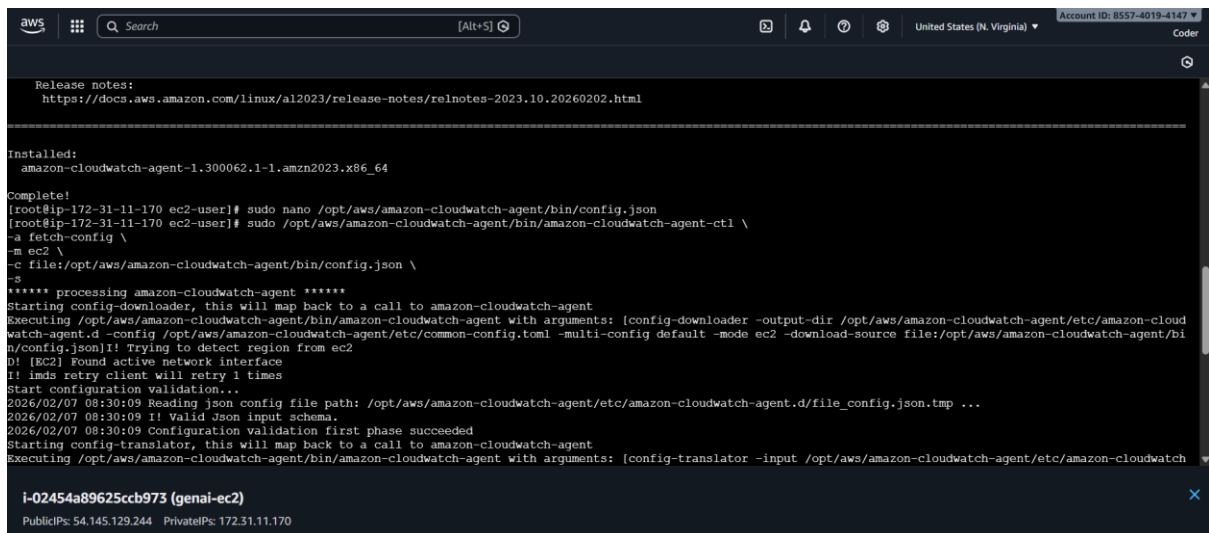 aws
Search
[Alt+S]
United States (N. Virginia) ▼
Account ID: 8557-4019-4147 ▼
Coder
Release notes:
https://docs.aws.amazon.com/linux/al2023/release-notes/relnotes-2023.10.20260202.html
================================================================================
Installed:
amazon-cloudwatch-agent-1.300062.1-1.amzn2023.x86_64
Complete!
[root@ip-172-31-11-170 ec2-user]# sudo nano /opt/aws/amazon-cloudwatch-agent/bin/config.json
[root@ip-172-31-11-170 ec2-user]# sudo /opt/aws/amazon-cloudwatch-agent/bin/amazon-cloudwatch-agent-ctl \
-a fetch-config \
-m ec2 \
-c file:/opt/aws/amazon-cloudwatch-agent/bin/config.json \
-s
****** processing amazon-cloudwatch-agent ******
Starting config-downloader, this will map back to a call to amazon-cloudwatch-agent
Executing /opt/aws/amazon-cloudwatch-agent/bin/amazon-cloudwatch-agent with arguments: [config-downloader -output-dir /opt/aws/amazon-cloudwatch-agent/etc/amazon-cloud
watch-agent.d -config /opt/aws/amazon-cloudwatch-agent/etc/common-config.toml -multi-config default -mode ec2 -download-source file:/opt/aws/amazon-cloudwatch-agent/bi
n/config.json]I! Trying to detect region from ec2
D! [EC2] Found active network interface
I! imds retry client will retry 1 times
Start configuration validation...
2026/02/07 08:30:09 Reading json config file path: /opt/aws/amazon-cloudwatch-agent/etc/amazon-cloudwatch-agent.d/file_config.json.tmp ...
2026/02/07 08:30:09 I! Valid Json input schema.
2026/02/07 08:30:09 Configuration validation first phase succeeded
Starting config-translator, this will map back to a call to amazon-cloudwatch-agent
Executing /opt/aws/amazon-cloudwatch-agent/bin/amazon-cloudwatch-agent with arguments: [config-translator -input /opt/aws/amazon-cloudwatch-agent/etc/amazon-cloudwatch
i-02454a89625ccb973 (genai-ec2)
PublicIPs: 54.145.129.244 PrivateIPs: 172.31.11.170